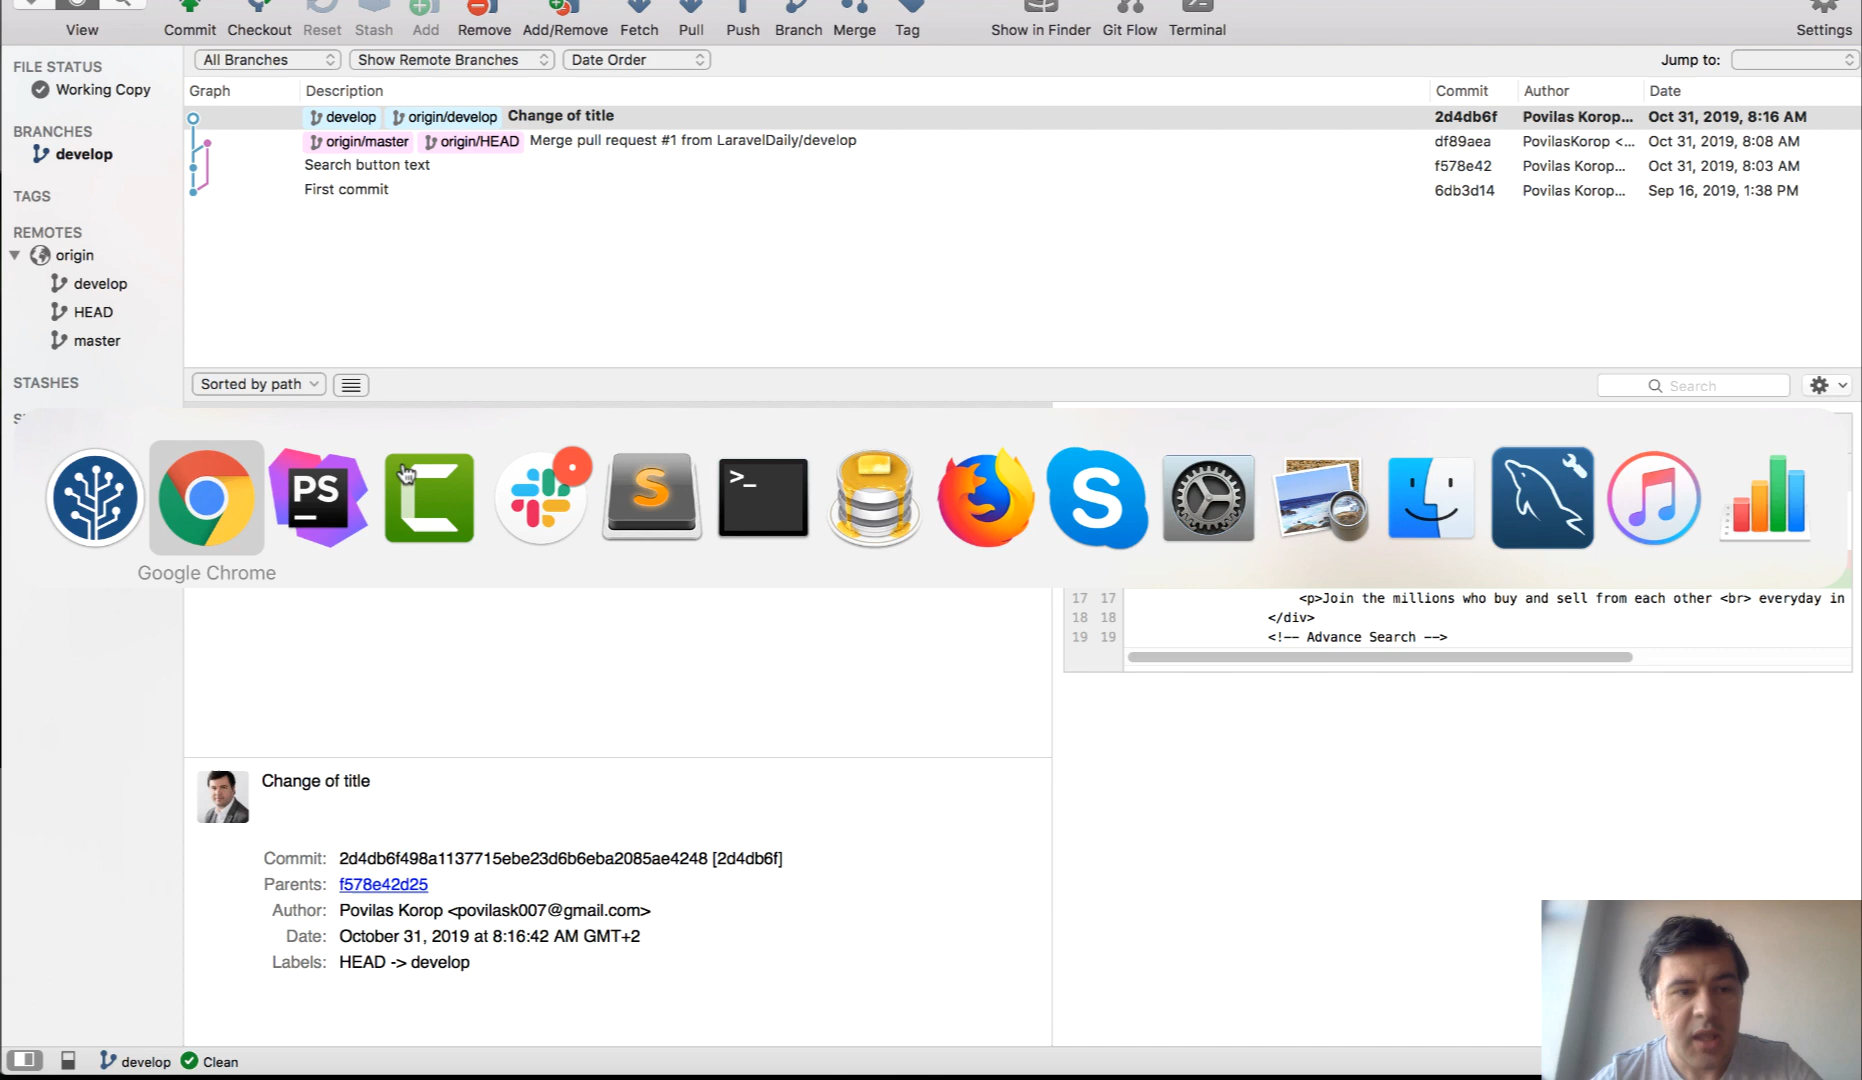 View Commit Checkout Reset Stash Add Remove Add/Remove Fetch Pull Push Branch Merge Tag Show in Finder Git Flow Terminal Settings
FILE STATUS
Working Copy
BRANCHES
develop
TAGS
REMOTES
origin
develop
HEAD
master
STASHES
All Branches Show Remote Branches Date Order Jump to:
Graph Description Commit Author Date
develop origin/develop Change of title 2d4db6f Povilas Korop... Oct 31, 2019, 8:16 AM
origin/master origin/HEAD Merge pull request #1 from LaravelDaily/develop df89aea PovilasKorop <... Oct 31, 2019, 8:08 AM
Search button text f578e42 Povilas Korop... Oct 31, 2019, 8:03 AM
First commit 6db3d14 Povilas Korop... Sep 16, 2019, 1:38 PM
Sorted by path Search
PS
S
>_
S
Google Chrome
17 17 <p>Join the millions who buy and sell from each other <br> everyday in
18 18 </div>
19 19 <!-- Advance Search -->
Change of title
Commit: 2d4db6f498a1137715ebe23d6b6eba2085ae4248 [2d4db6f]
Parents: f578e42d25
Author: Povilas Korop <povilask007@gmail.com>
Date: October 31, 2019 at 8:16:42 AM GMT+2
Labels: HEAD -> develop
develop Clean